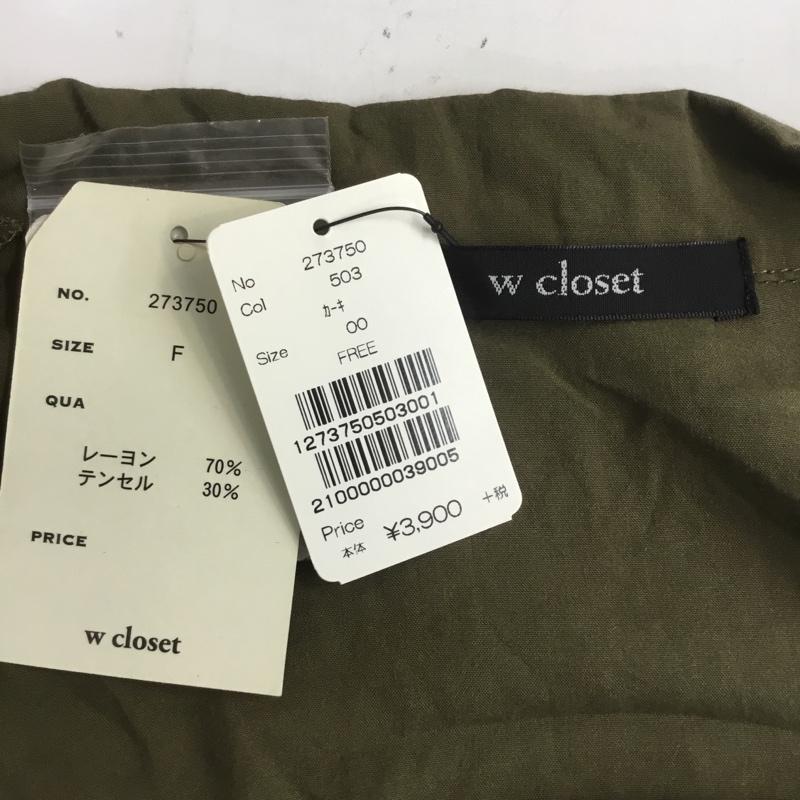 NO. 273750
SIZE F
QUA
レーヨン 70%
テンセル 30%
PRICE
w closet
No 273750
Col 503
カーキ
00
Size FREE
1273750503001
2100000039005
Price
本体 ¥3,900 +税
w closet